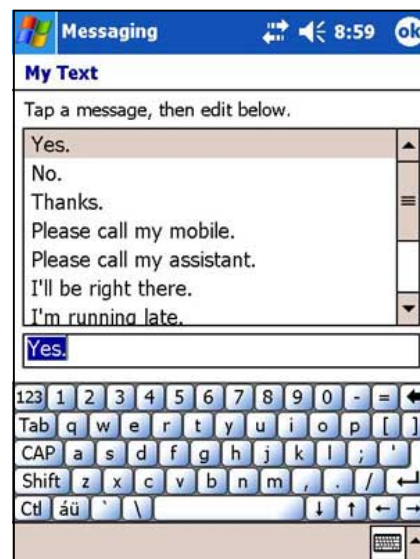 Messaging 8:59 ok
My Text
Tap a message, then edit below.
Yes.
No.
Thanks.
Please call my mobile.
Please call my assistant.
I'll be right there.
I'm running late.
Yes.
123 1 2 3 4 5 6 7 8 9 0 - =
Tab q w e r t y u i o p [ ]
CAP a s d f g h j k l ; '
Shift z x c v b n m , . /
Ctl áü ` \